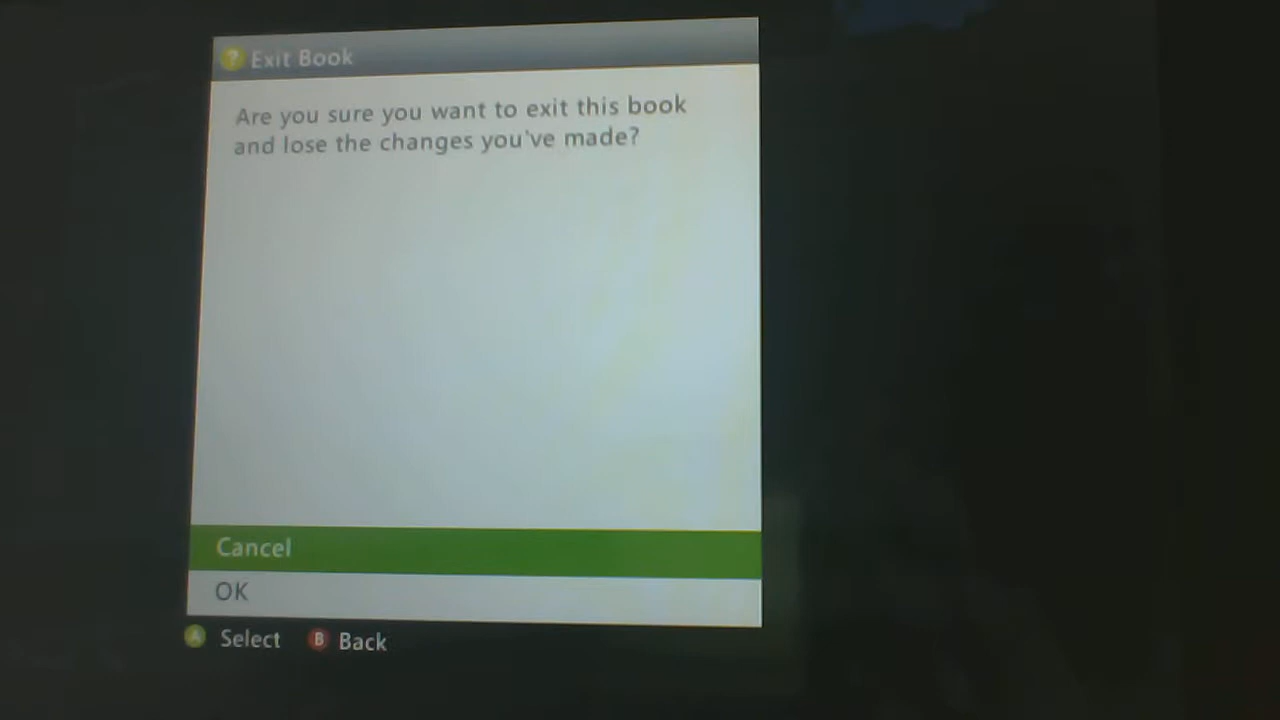 ? Exit Book
Are you sure you want to exit this book
and lose the changes you've made?
Cancel
OK
A Select B Back